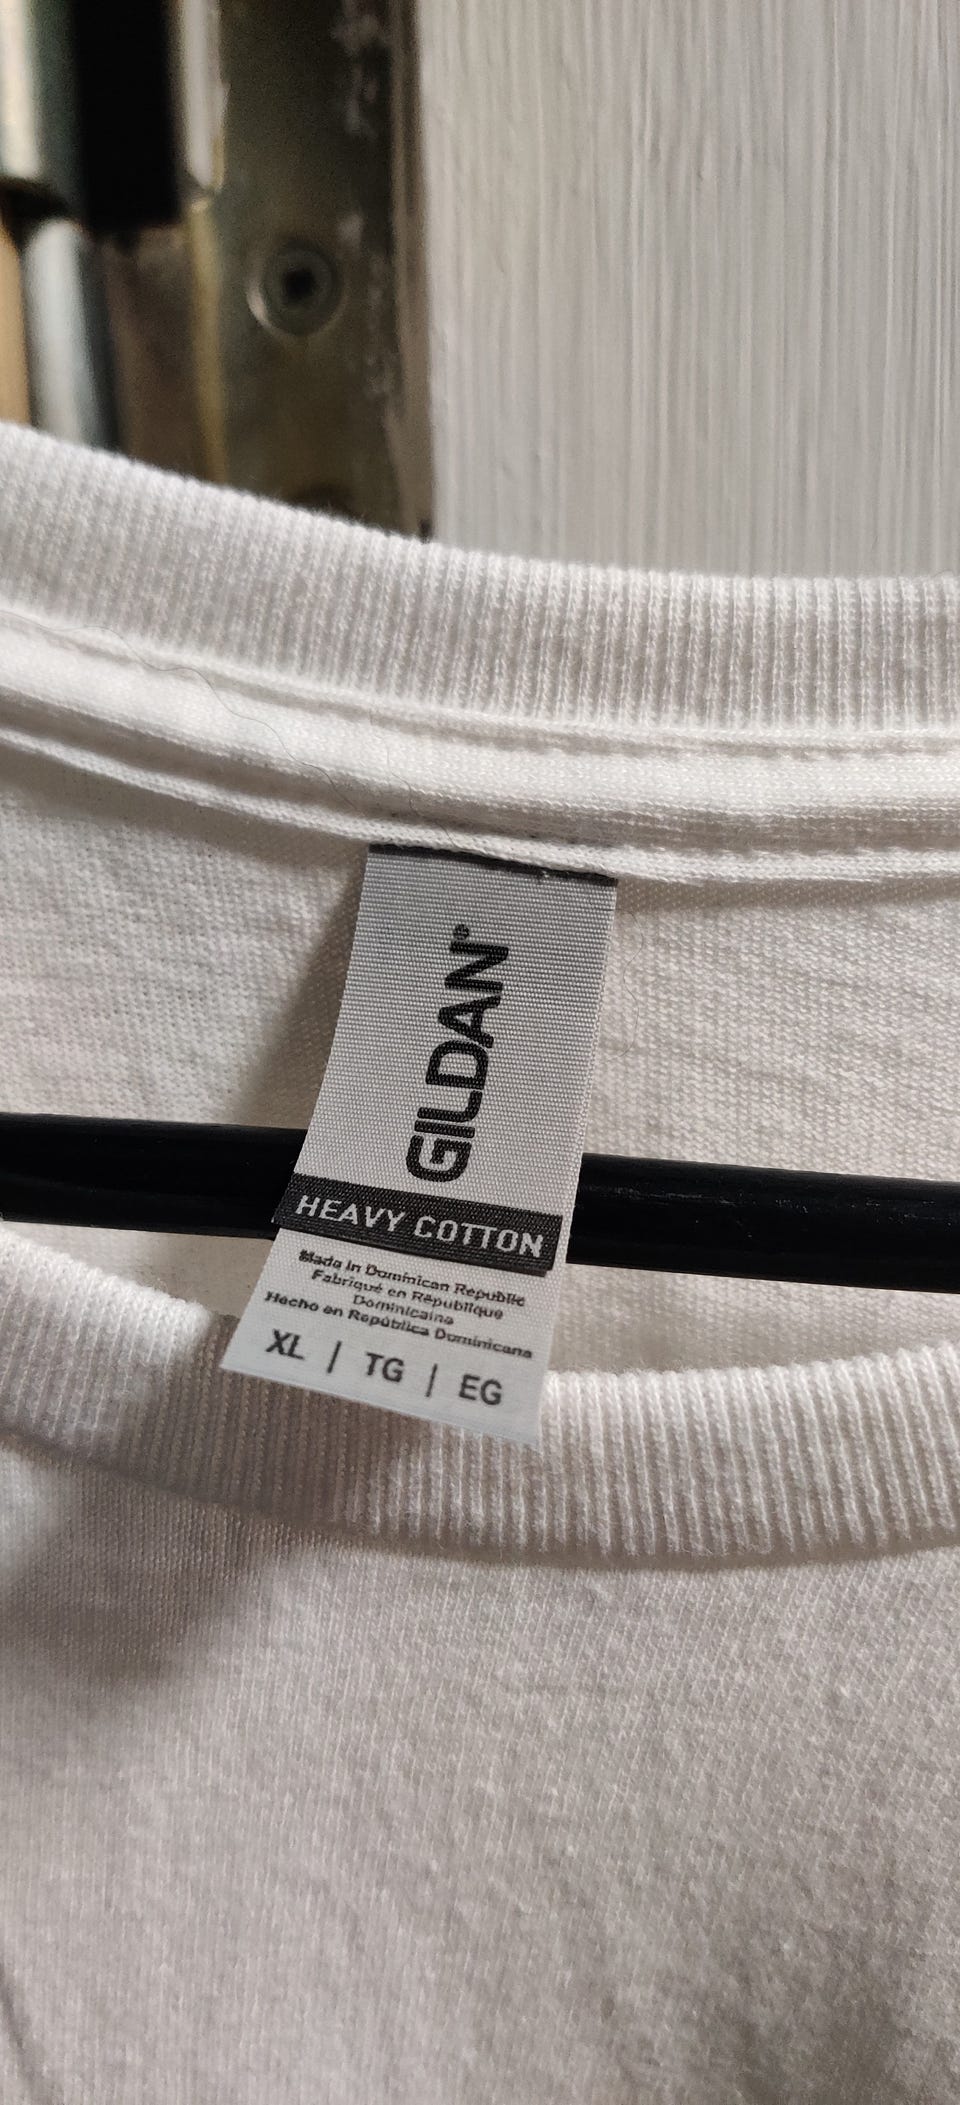 GILDAN®
HEAVY COTTON
Made in Dominican Republic
Fabriqué en République
Dominicaine
Hecho en República Dominicana
XL | TG | EG